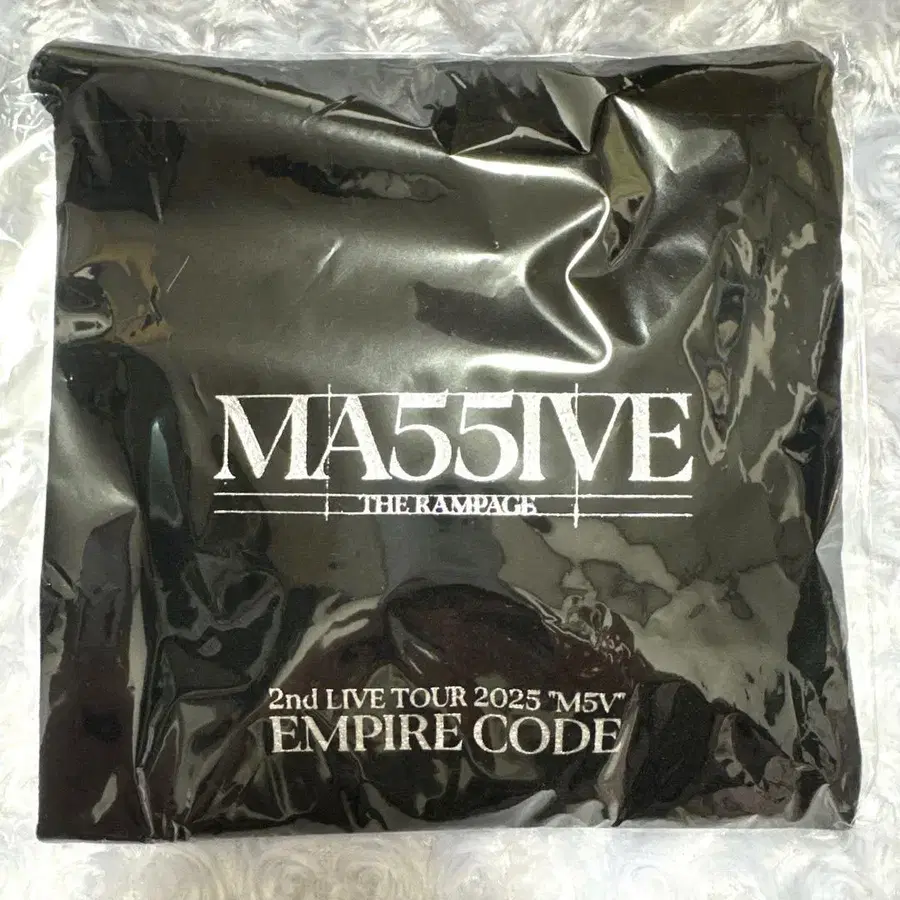 MA55IVE
THE RAMPAGE
2nd LIVE TOUR 2025 "M5V"
EMPIRE CODE